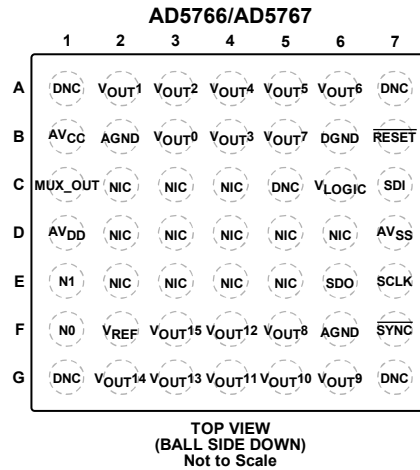 AD5766/AD5767
1 2 3 4 5 6 7
A DNC VOUT1 VOUT2 VOUT4 VOUT5 VOUT6 DNC
B AVCC AGND VOUT0 VOUT3 VOUT7 DGND RESET
C MUX_OUT NIC NIC NIC DNC VLOGIC SDI
D AVDD NIC NIC NIC NIC NIC AVSS
E N1 NIC NIC NIC NIC SDO SCLK
F N0 VREF VOUT15 VOUT12 VOUT8 AGND SYNC
G DNC VOUT14 VOUT13 VOUT11 VOUT10 VOUT9 DNC
TOP VIEW
(BALL SIDE DOWN)
Not to Scale